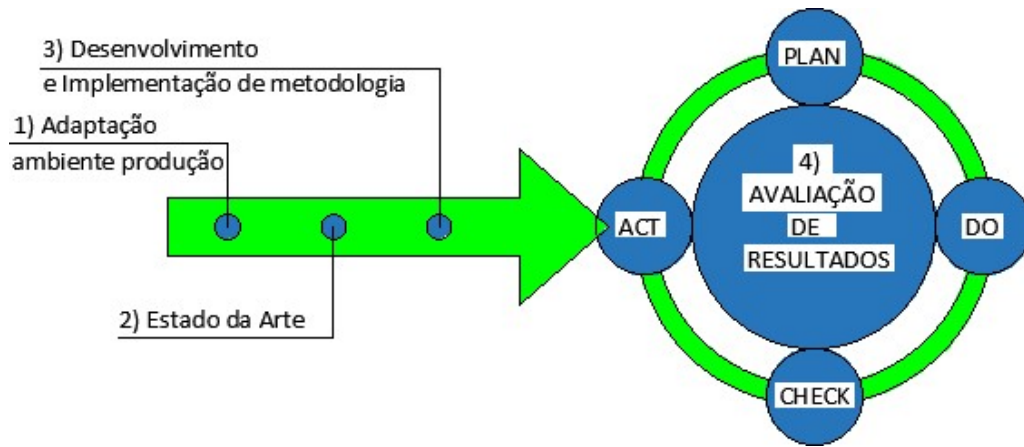 3) Desenvolvimento
e Implementação de metodologia
1) Adaptação
ambiente produção
2) Estado da Arte
PLAN
4)
AVALIAÇÃO
DE
RESULTADOS
ACT
DO
CHECK